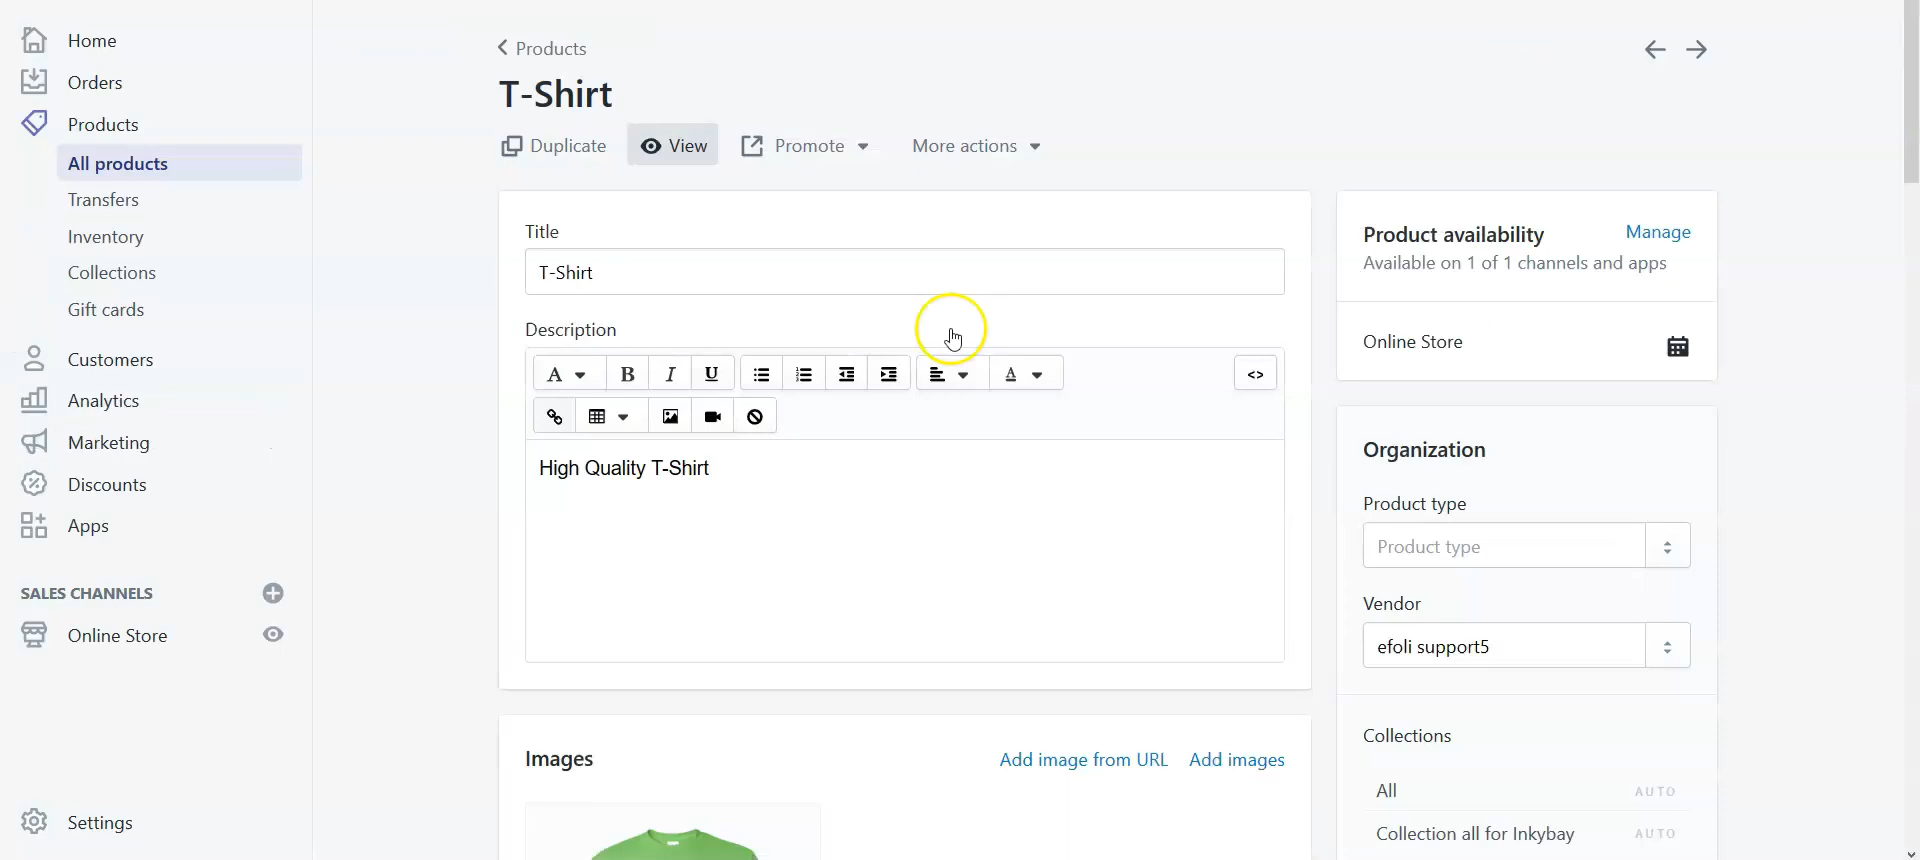 Home
Orders
Products
All products
Transfers
Inventory
Collections
Gift cards
Customers
Analytics
Marketing
Discounts
Apps
SALES CHANNELS
Online Store
Settings
Products
T-Shirt
Duplicate View Promote More actions
Title
T-Shirt
Description
A B I U A <>
High Quality T-Shirt
Images Add image from URL Add images
Product availability Manage
Available on 1 of 1 channels and apps
Online Store
Organization
Product type
Product type
Vendor
efoli support5
Collections
All AUTO
Collection all for Inkybay AUTO